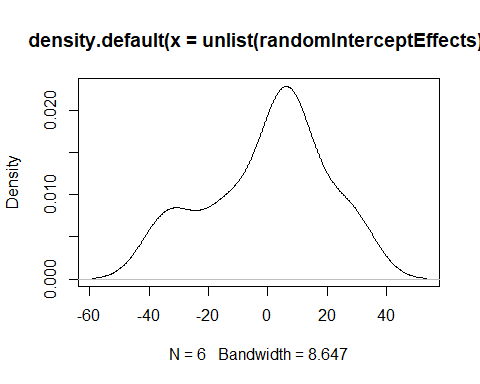 density.default(x = unlist(randomInterceptEffects)
Density
0.020
0.010
0.000
-60 -40 -20 0 20 40
N = 6 Bandwidth = 8.647